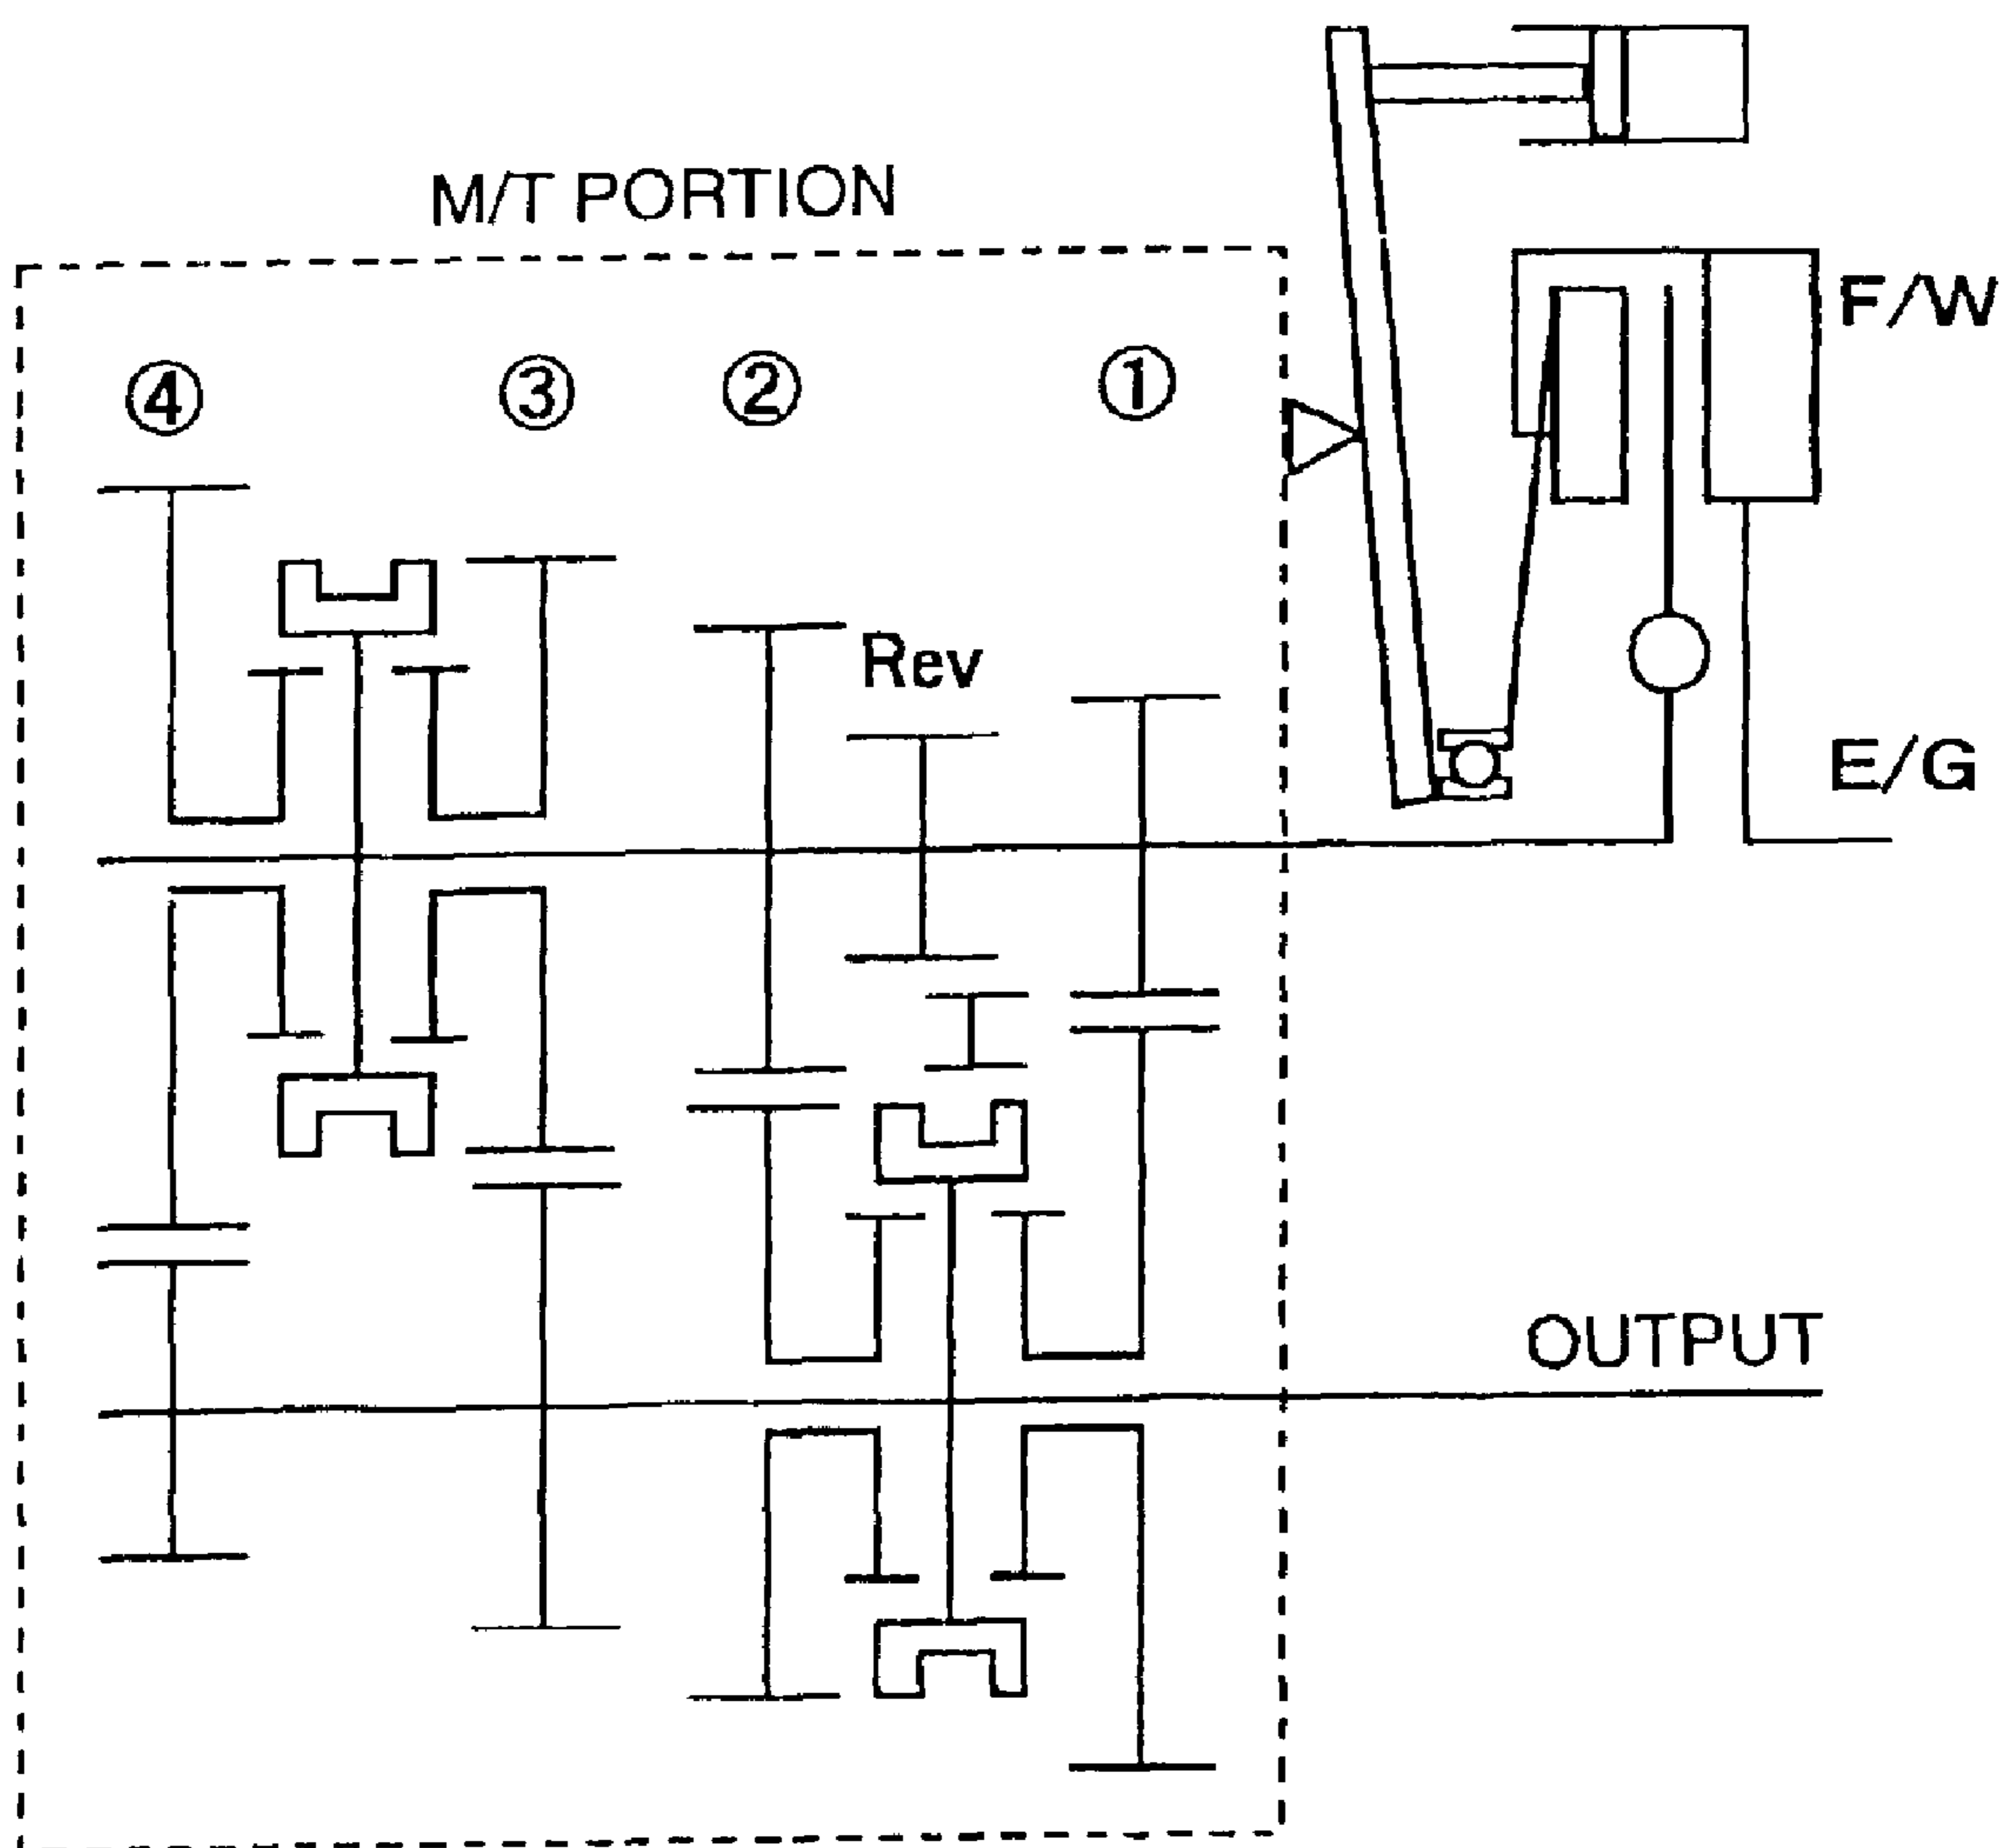 M/T PORTION
F/W
④ ③ ② ①
Rev
E/G
OUTPUT